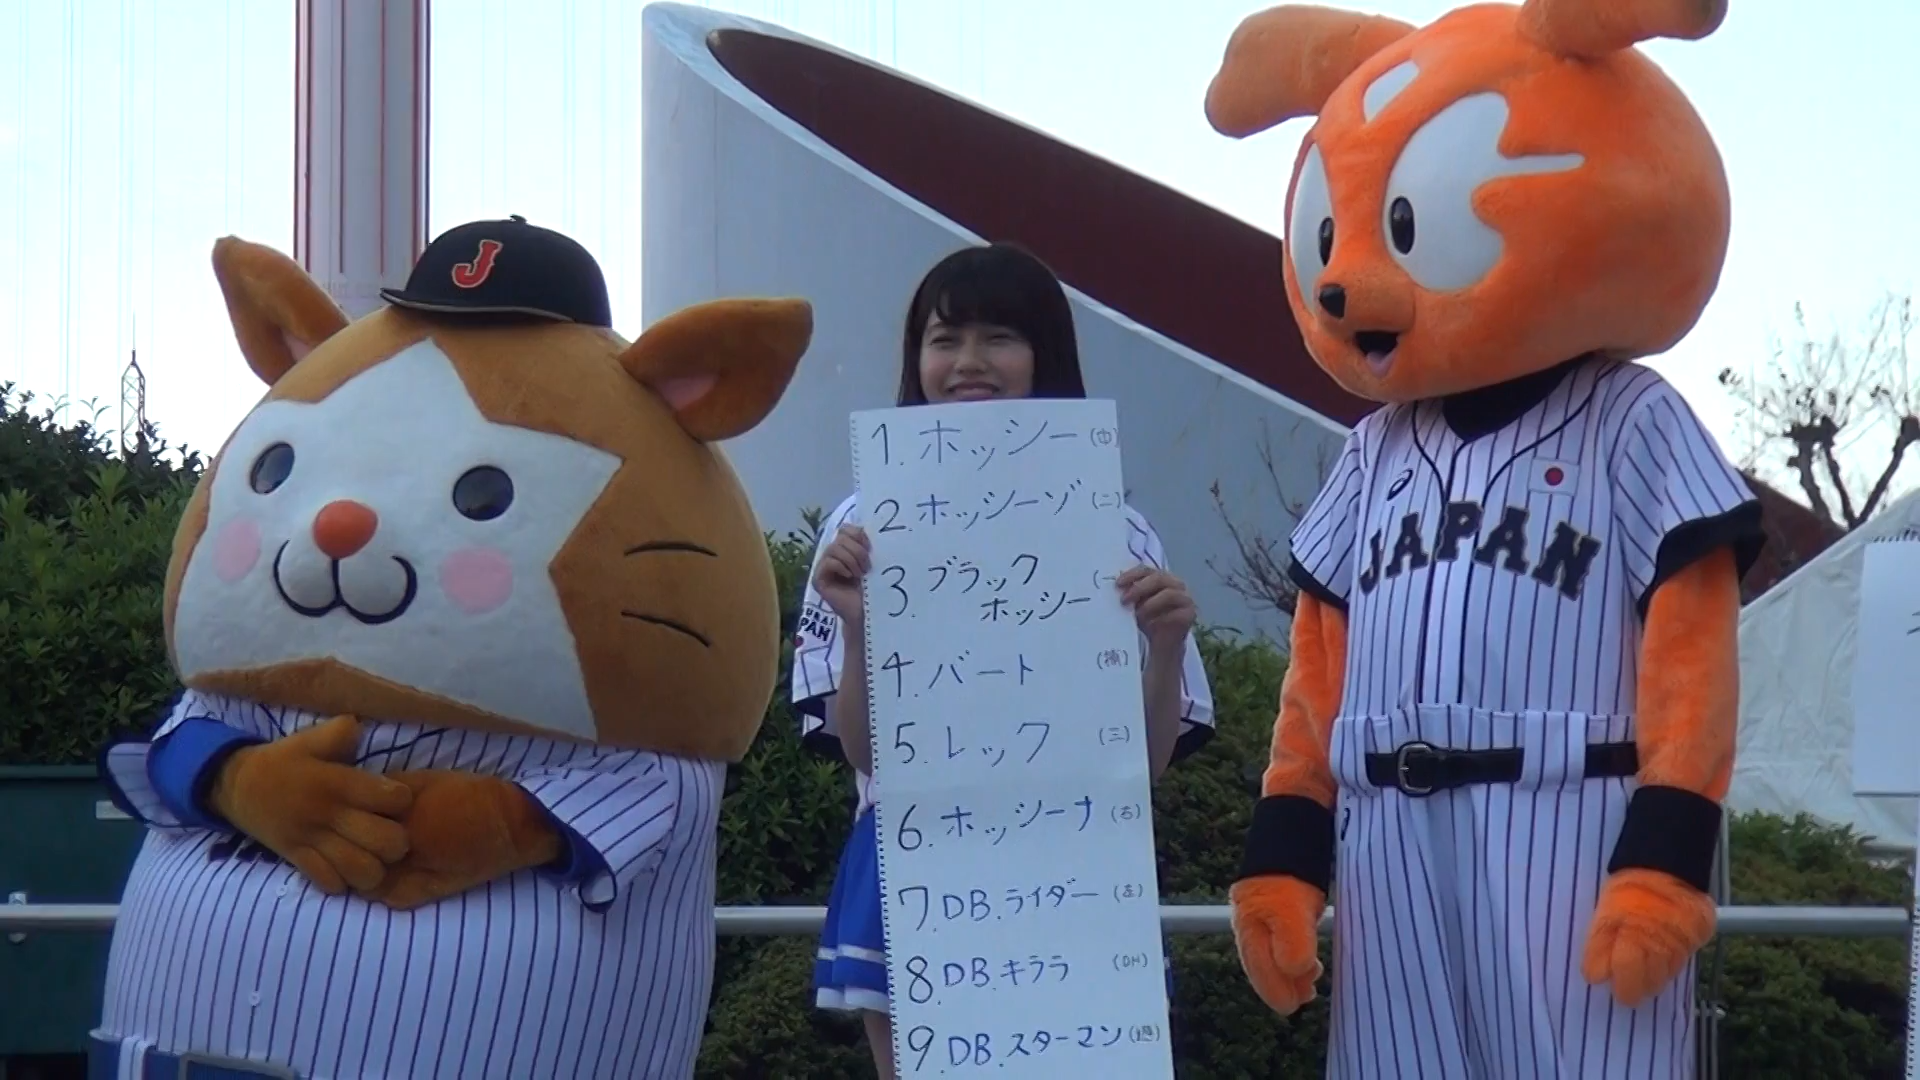 J
1. ホッシー (中)
2. ホッシーゾ (二)
3. ブラック (一
ホッシー
4. バート (捕)
5. レック (三)
6. ホッシーナ (右)
7. DB.ライダー (左)
8. DB.キララ (DH)
9. DB.スターマン (遊)
JAPAN